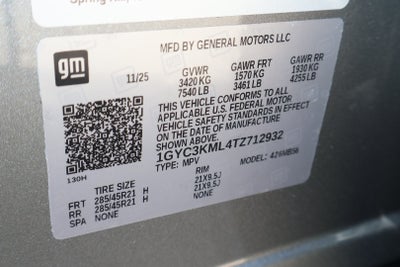 Spring Hill,
gm
MFD BY GENERAL MOTORS LLC
11/25 GVWR GAWR FRT GAWR RR
3420 KG 1570 KG 1930 KG
7540 LB 3461 LB 4255 LB
THIS VEHICLE CONFORMS TO ALL
APPLICABLE U.S. FEDERAL MOTOR
VEHICLE SAFETY STANDARDS IN EFFECT
ON THE DATE OF MANUFACTURE
SHOWN ABOVE.
1GYC3KML4TZ712932
TYPE: MPV MODEL: 426MB56
130H
TIRE SIZE RIM
FRT 285/45R21 H 21X9.5J
RR 285/45R21 H 21X9.5J
SPA NONE NONE